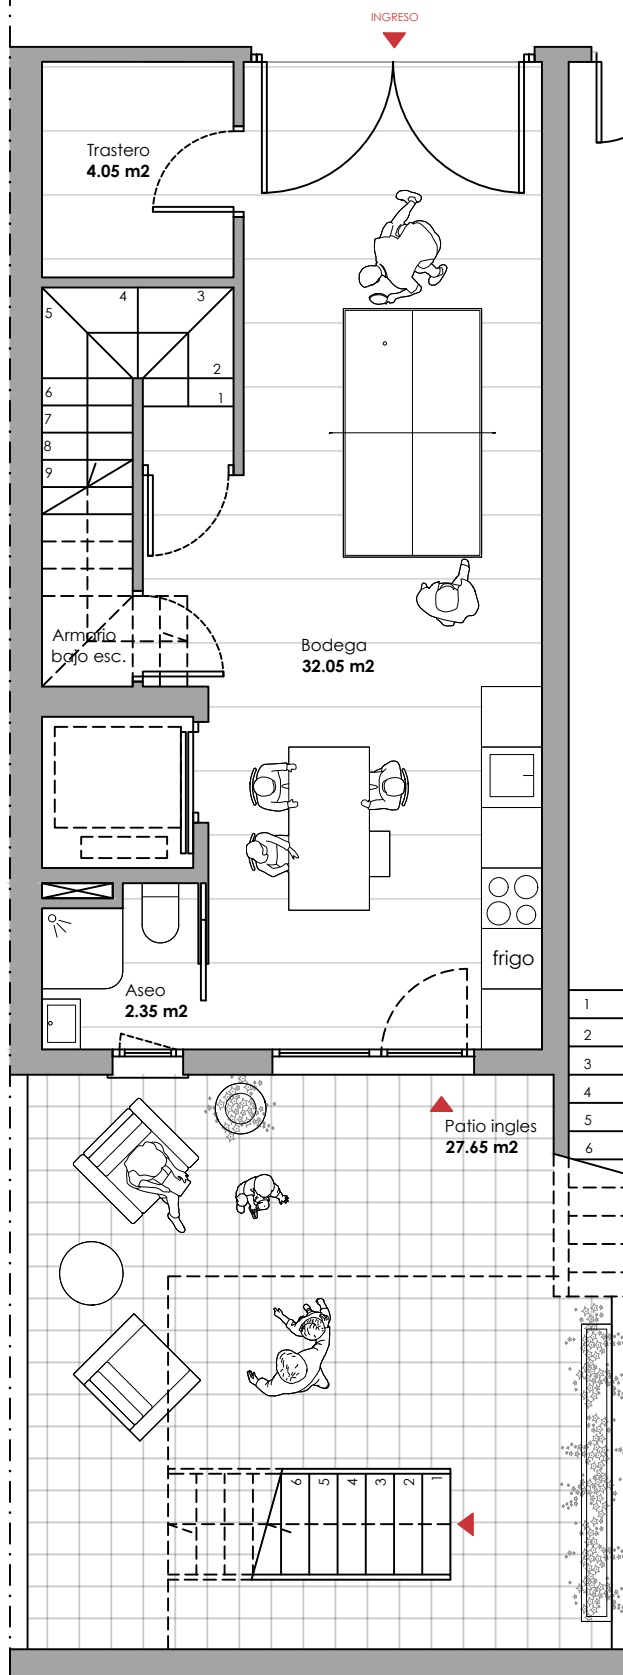 INGRESO
Trastero
4.05 m2
5
4
3
2
1
6
7
8
9
Armario
bajo esc.
Bodega
32.05 m2
frigo
Aseo
2.35 m2
1
2
3
4
5
6
Patio ingles
27.65 m2
6
5
4
3
2
1